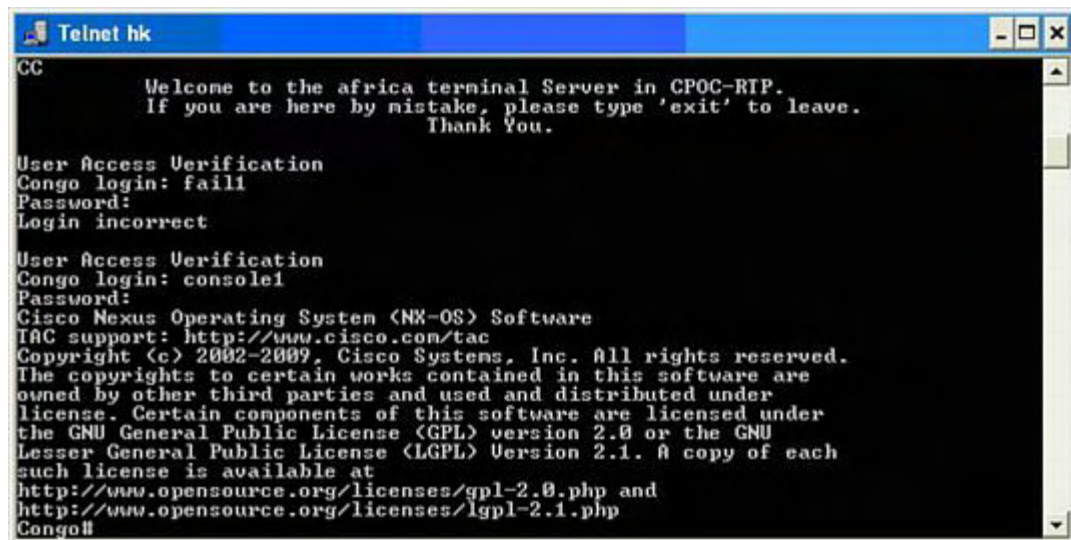 Telnet hk
CC
Welcome to the africa terminal Server in CPOC-RTP.
If you are here by mistake, please type 'exit' to leave.
Thank You.
User Access Verification
Congo login: fail1
Password:
Login incorrect
User Access Verification
Congo login: console1
Password:
Cisco Nexus Operating System (NX-OS) Software
TAC support: http://www.cisco.com/tac
Copyright (c) 2002-2009, Cisco Systems, Inc. All rights reserved.
The copyrights to certain works contained in this software are
owned by other third parties and used and distributed under
license. Certain components of this software are licensed under
the GNU General Public License (GPL) version 2.0 or the GNU
Lesser General Public License (LGPL) Version 2.1. A copy of each
such license is available at
http://www.opensource.org/licenses/gpl-2.0.php and
http://www.opensource.org/licenses/lgpl-2.1.php
Congo#